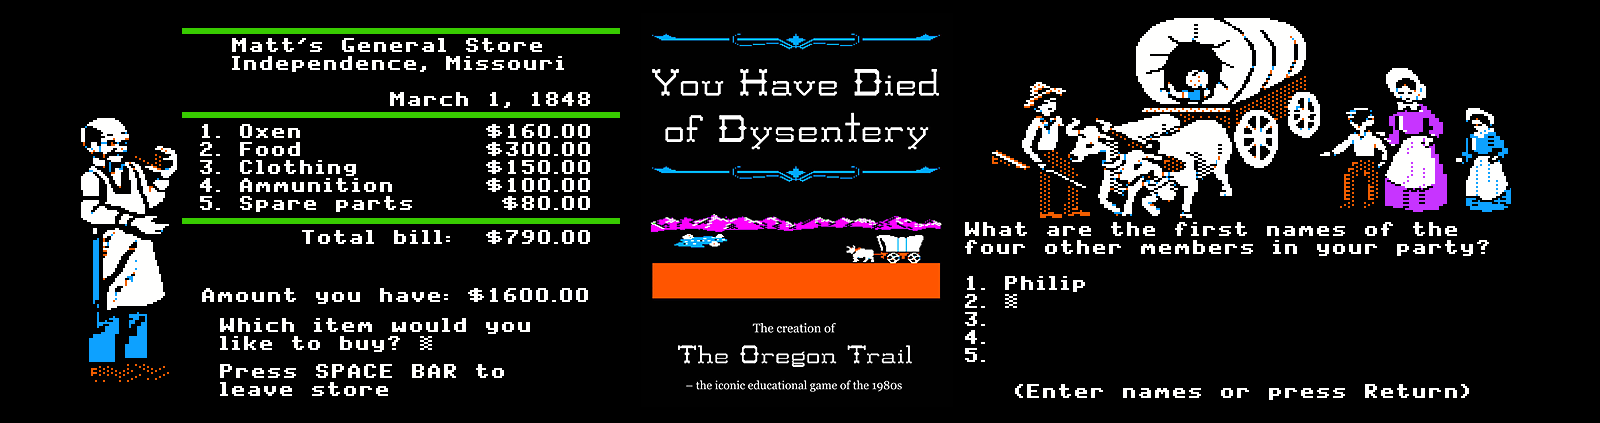 Matt's General Store
Independence, Missouri
March 1, 1848
1. Oxen $160.00
2. Food $300.00
3. Clothing $150.00
4. Ammunition $100.00
5. Spare parts $80.00
Total bill: $790.00
Amount you have: $1600.00
Which item would you
like to buy?
Press SPACE BAR to
leave store
You Have Died
of Dysentery
The creation of
The Oregon Trail
– the iconic educational game of the 1980s
What are the first names of the
four other members in your party?
1. Philip
2.
3.
4.
5.
(Enter names or press Return)